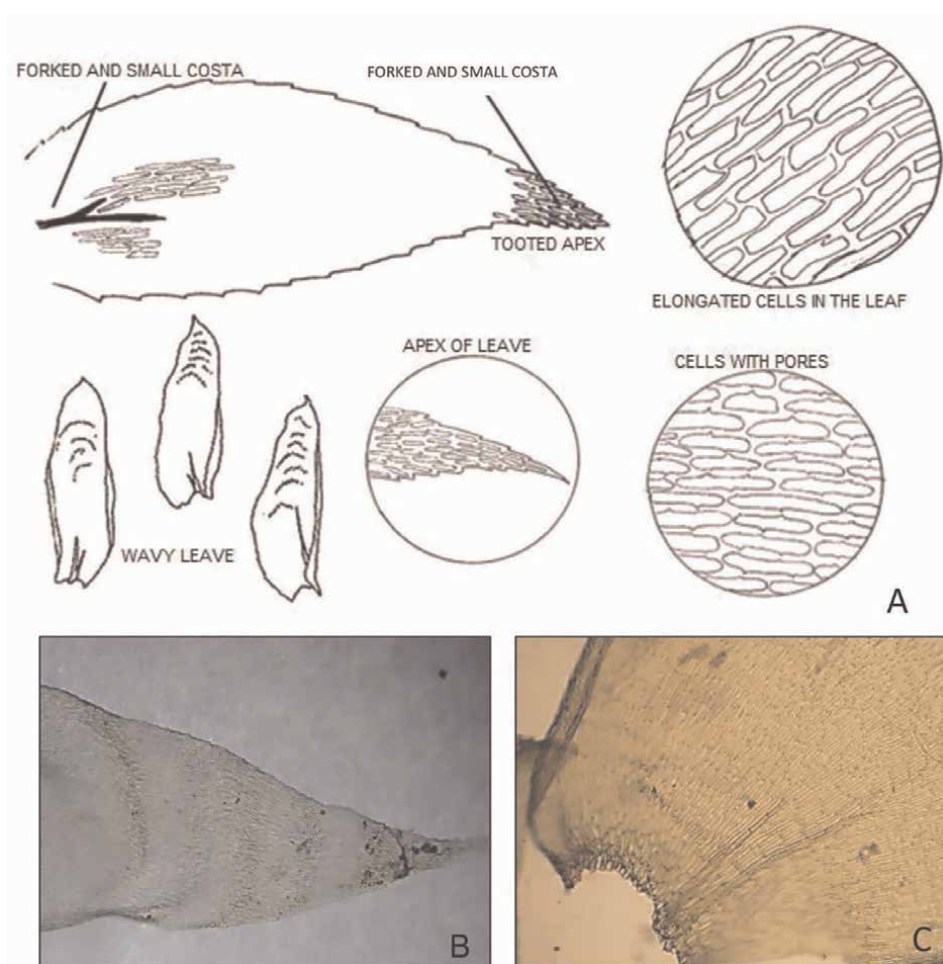 FORKED AND SMALL COSTA
FORKED AND SMALL COSTA
TOOTED APEX
ELONGATED CELLS IN THE LEAF
APEX OF LEAVE
CELLS WITH PORES
WAVY LEAVE
A
B
C